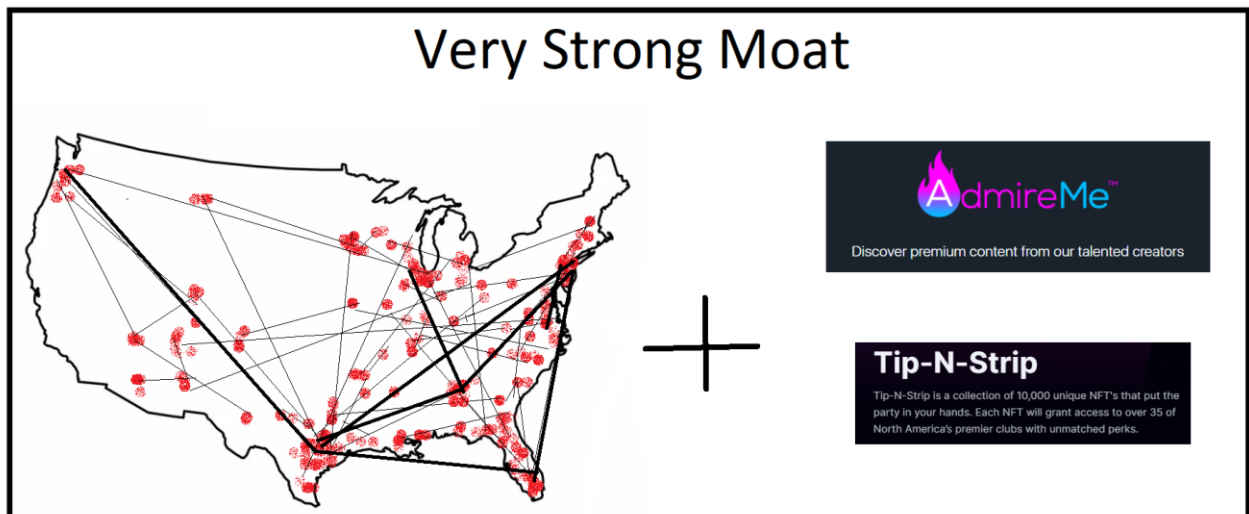 Very Strong Moat
AdmireMe™
Discover premium content from our talented creators
Tip-N-Strip
Tip-N-Strip is a collection of 10,000 unique NFT's that put the
party in your hands. Each NFT will grant access to over 35 of
North America's premier clubs with unmatched perks.